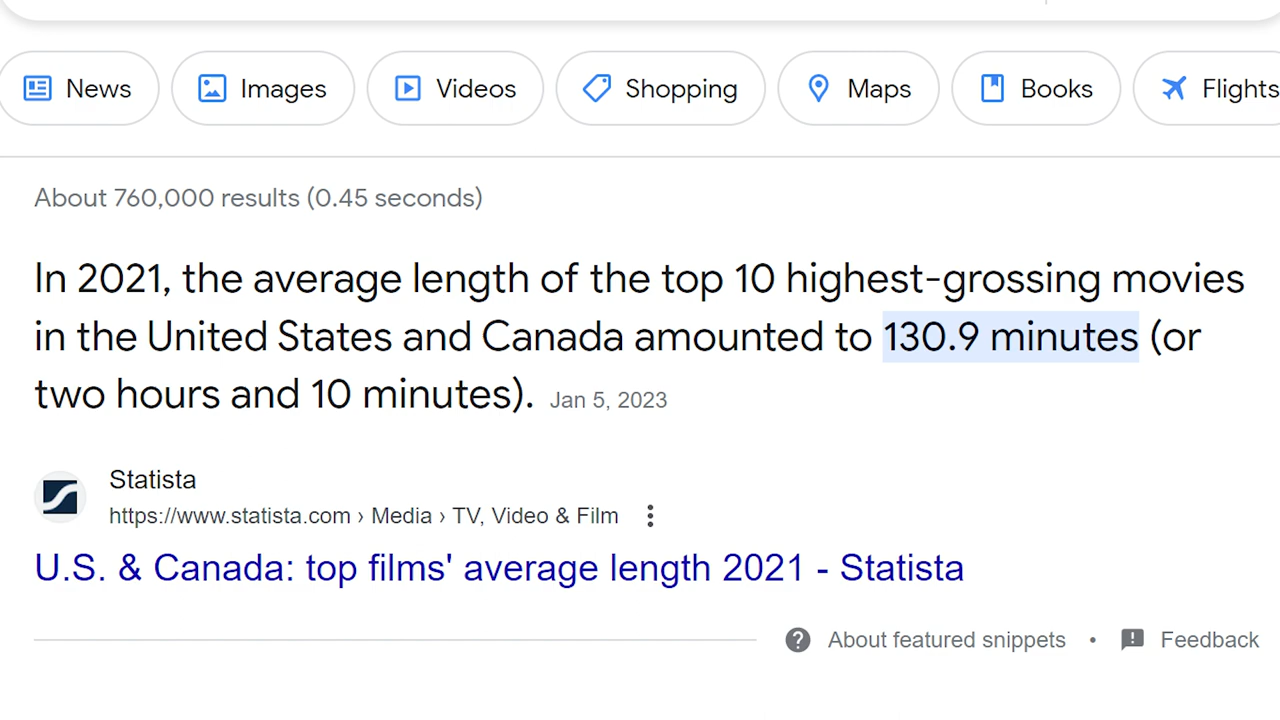 News Images Videos Shopping Maps Books Flights
About 760,000 results (0.45 seconds)
In 2021, the average length of the top 10 highest-grossing movies
in the United States and Canada amounted to 130.9 minutes (or
two hours and 10 minutes). Jan 5, 2023
Statista
https://www.statista.com › Media › TV, Video & Film
U.S. & Canada: top films' average length 2021 - Statista
About featured snippets • Feedback